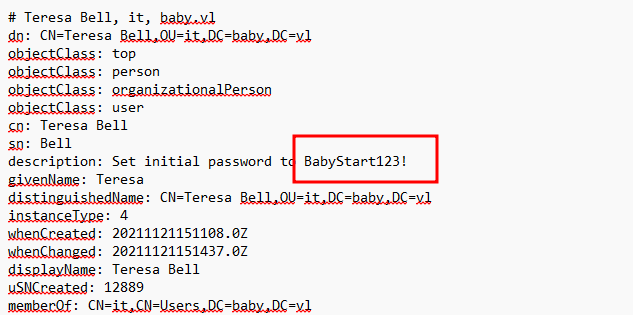 # Teresa Bell, it, baby.vl
dn: CN=Teresa Bell,OU=it,DC=baby,DC=vl
objectClass: top
objectClass: person
objectClass: organizationalPerson
objectClass: user
cn: Teresa Bell
sn: Bell
description: Set initial password to BabyStart123!
givenName: Teresa
distinguishedName: CN=Teresa Bell,OU=it,DC=baby,DC=vl
instanceType: 4
whenCreated: 20211121151108.0Z
whenChanged: 20211121151437.0Z
displayName: Teresa Bell
uSNCreated: 12889
memberOf: CN=it,CN=Users,DC=baby,DC=vl